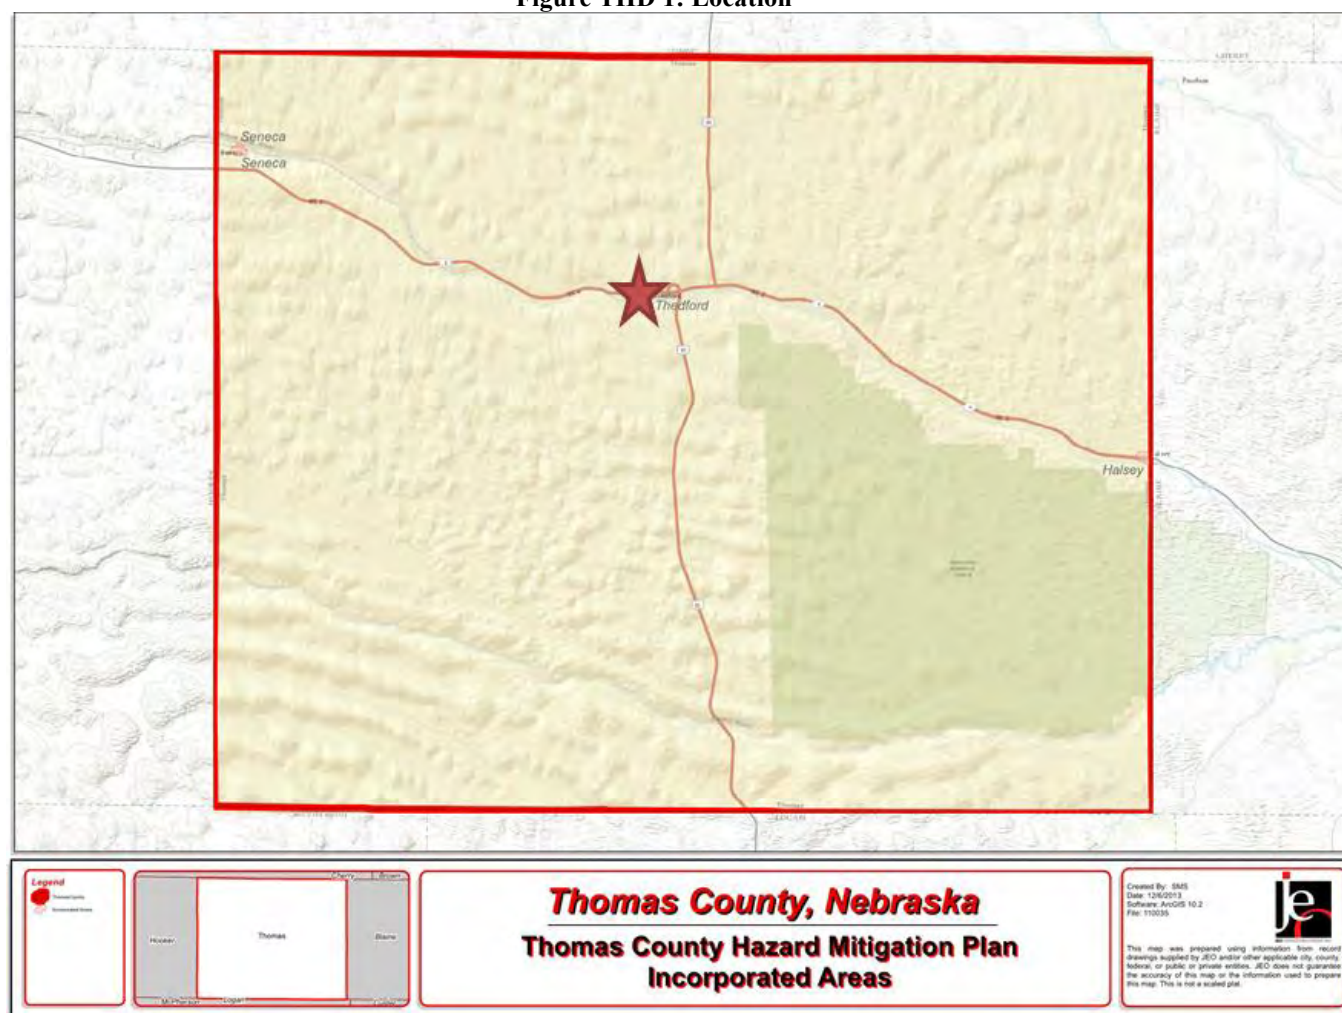 Figure THD 1: Location
Seneca
Seneca
Thedford
Halsey
Thomas
LOGAN
Legend
Cherry
Brown
Hooker
Thomas
Blaine
McPherson
Logan
Custer
Thomas County, Nebraska
Thomas County Hazard Mitigation Plan
Incorporated Areas
Created By: SMS
Date: 12/6/2013
Software: ArcGIS 10.2
File: 110035
je
This map was prepared using information from record
drawings supplied by JEO and/or other applicable city, county,
federal, or public or private entities. JEO does not guarantee
the accuracy of this map or the information used to prepare
this map. This is not a scaled plat.